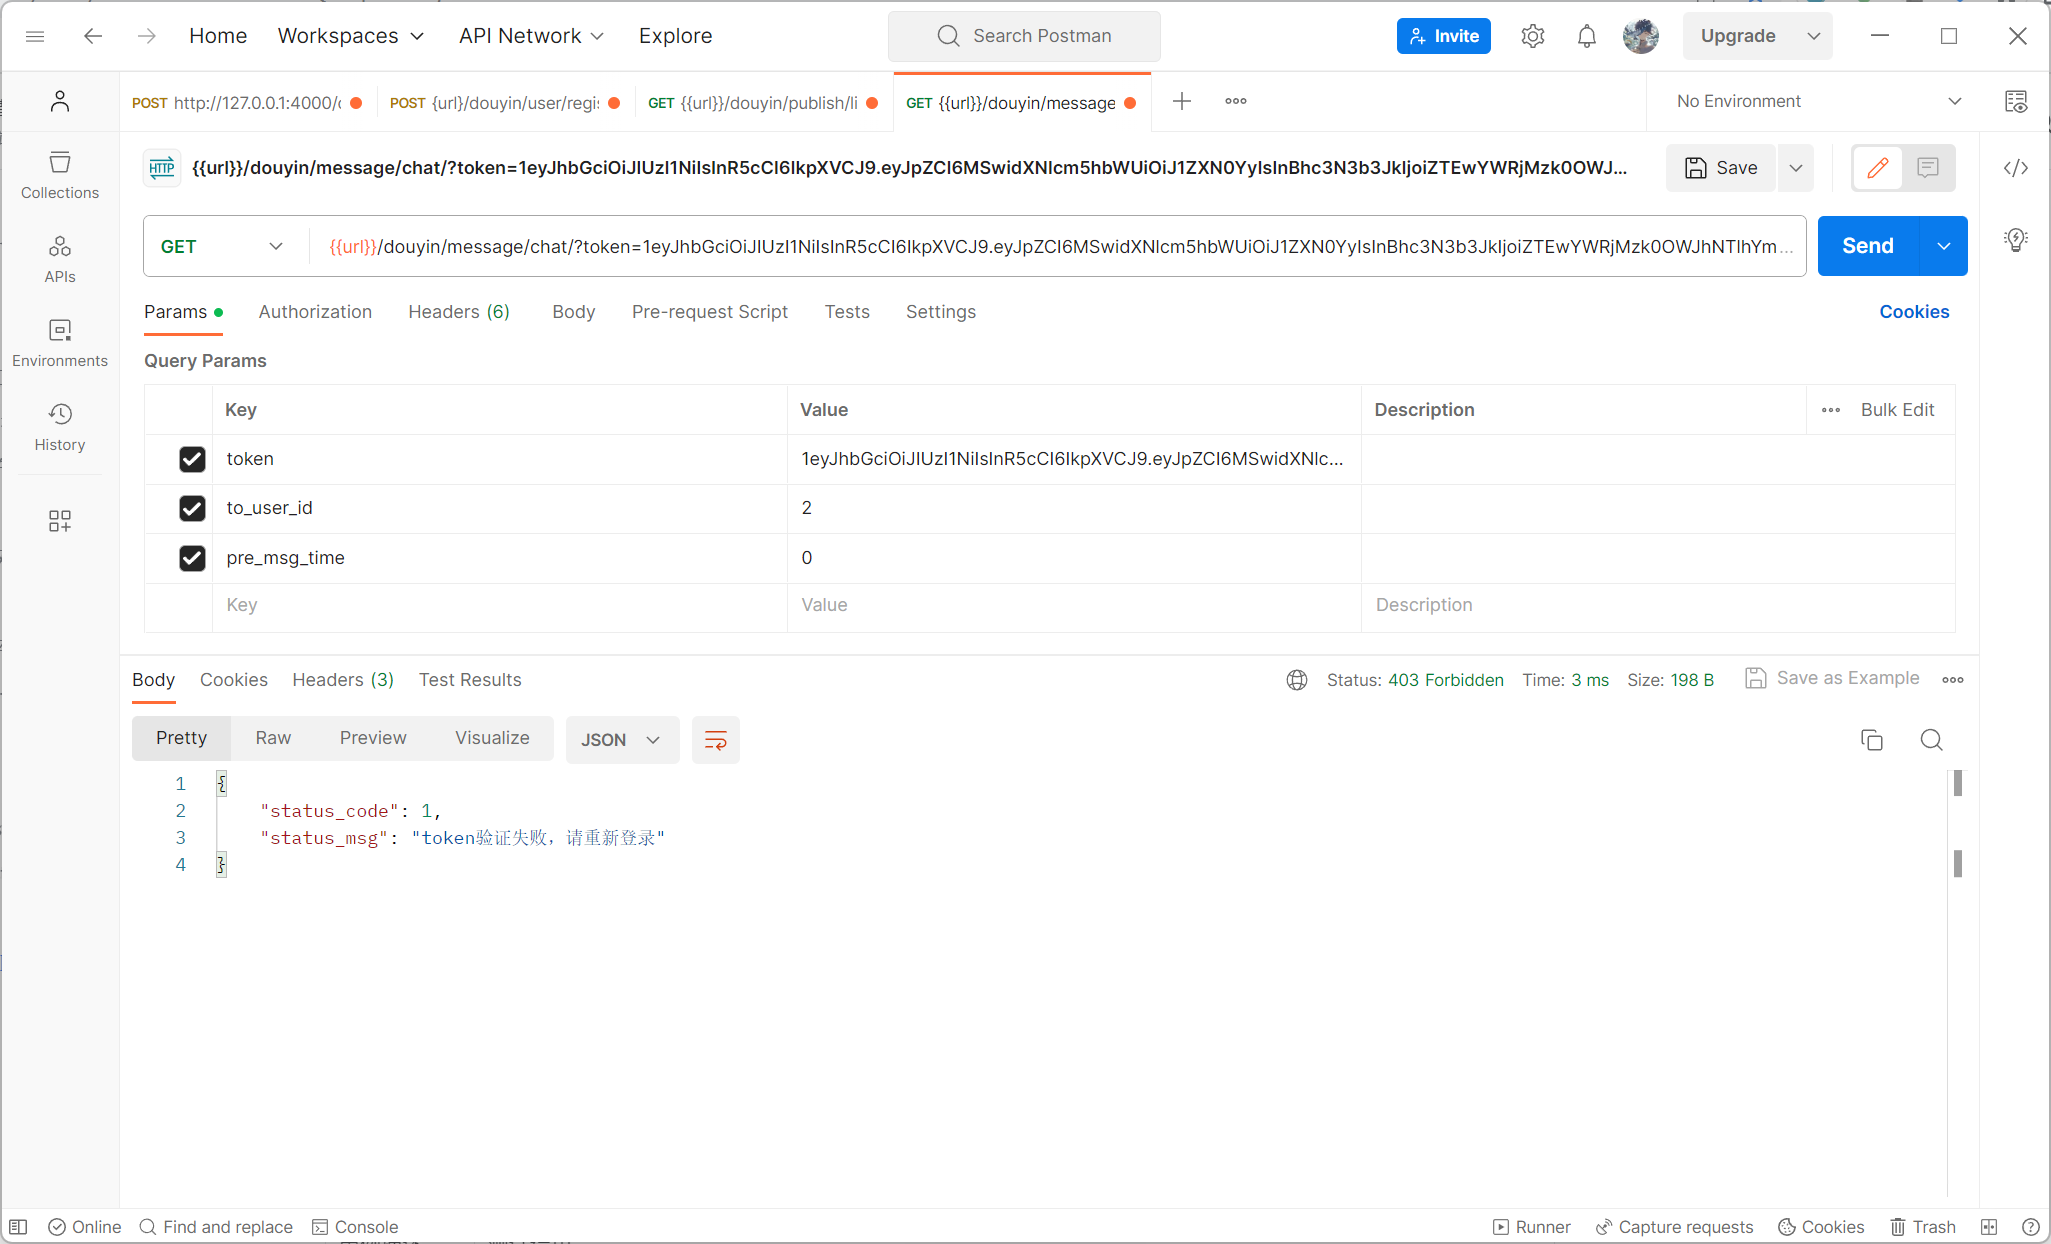 Home Workspaces API Network Explore Search Postman Invite Upgrade
POST http://127.0.0.1:4000/ POST {url}/douyin/user/regi GET {{url}}/douyin/publish/li GET {{url}}/douyin/message No Environment
HTTP {{url}}/douyin/message/chat/?token=1eyJhbGciOiJIUzI1NiIsInR5cCI6IkpXVCJ9.eyJpZCI6MSwidXNlcm5hbWUiOiJ1ZXN0YyIsInBhc3N3b3JkIjoiZTEwYWRjMzk0OWJ... Save
GET {{url}}/douyin/message/chat/?token=1eyJhbGciOiJIUzI1NiIsInR5cCI6IkpXVCJ9.eyJpZCI6MSwidXNlcm5hbWUiOiJ1ZXN0YyIsInBhc3N3b3JkIjoiZTEwYWRjMzk0OWJhNTlhYm... Send
Params Authorization Headers (6) Body Pre-request Script Tests Settings Cookies
Query Params
Key Value Description Bulk Edit
token 1eyJhbGciOiJIUzI1NiIsInR5cCI6IkpXVCJ9.eyJpZCI6MSwidXNlc...
to_user_id 2
pre_msg_time 0
Key Value Description
Collections
APIs
Environments
History
Body Cookies Headers (3) Test Results Status: 403 Forbidden Time: 3 ms Size: 198 B Save as Example
Pretty Raw Preview Visualize JSON
1 {
2 "status_code": 1,
3 "status_msg": "token验证失败，请重新登录"
4 }
Online Find and replace Console Runner Capture requests Cookies Trash